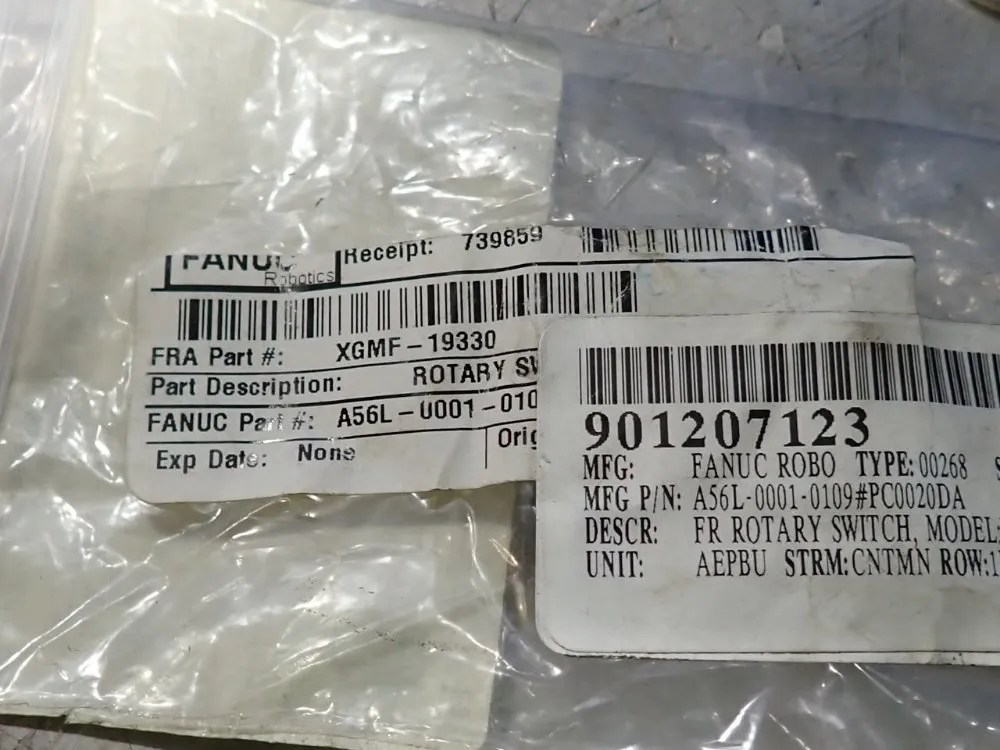 FANUC
Robotics
Receipt: 739859
FRA Part #: XGMF-19330
Part Description: ROTARY
FANUC Part #: A56L-0001-010
Exp Date: None
901207123
MFG: FANUC ROBO TYPE: 00268
MFG P/N: A56L-0001-0109#PC0020DA
DESCR: FR ROTARY SWITCH, MODEL:
UNIT: AEPBU STRM: CNTMN ROW:1